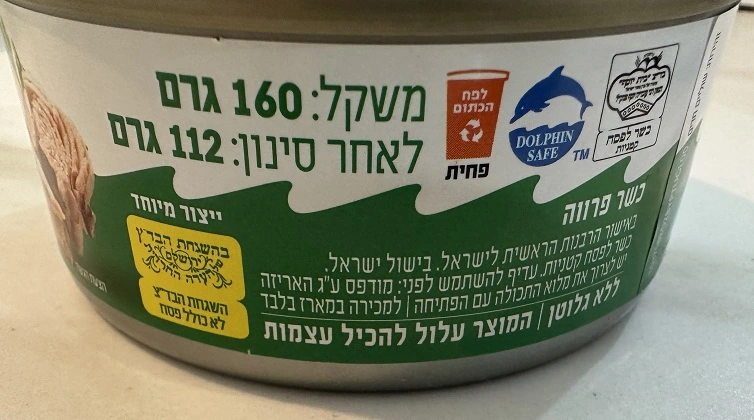 משקל: 160 גרם
לאחר סינון: 112 גרם
לפח
הכתום
פחית
DOLPHIN
SAFE
TM
כשר לפסח
קטניות
כשר פרווה
באישור הרבנות הראשית לישראל. בישול ישראל.
כשר לפסח קטניות. עדיף להשתמש לפני: מודפס ע"ג האריזה
יש לצרוך את מלוא התכולה עם הפתיחה | למכירה במארז בלבד
ללא גלוטן | המוצר עלול להכיל עצמות
ייצור מיוחד
בהשגחת הבד"ץ
השגחת הבד"צ
לא כולל פסח